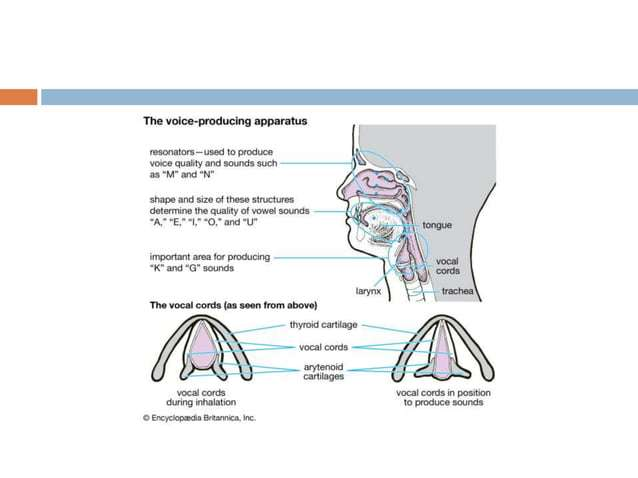 The voice-producing apparatus
resonators—used to produce
voice quality and sounds such
as “M” and “N”
shape and size of these structures
determine the quality of vowel sounds
“A,” “E,” “I,” “O,” and “U”
important area for producing
“K” and “G” sounds
tongue
vocal
cords
larynx
trachea
The vocal cords (as seen from above)
thyroid cartilage
vocal cords
arytenoid
cartilages
vocal cords
during inhalation
vocal cords in position
to produce sounds
© Encyclopædia Britannica, Inc.